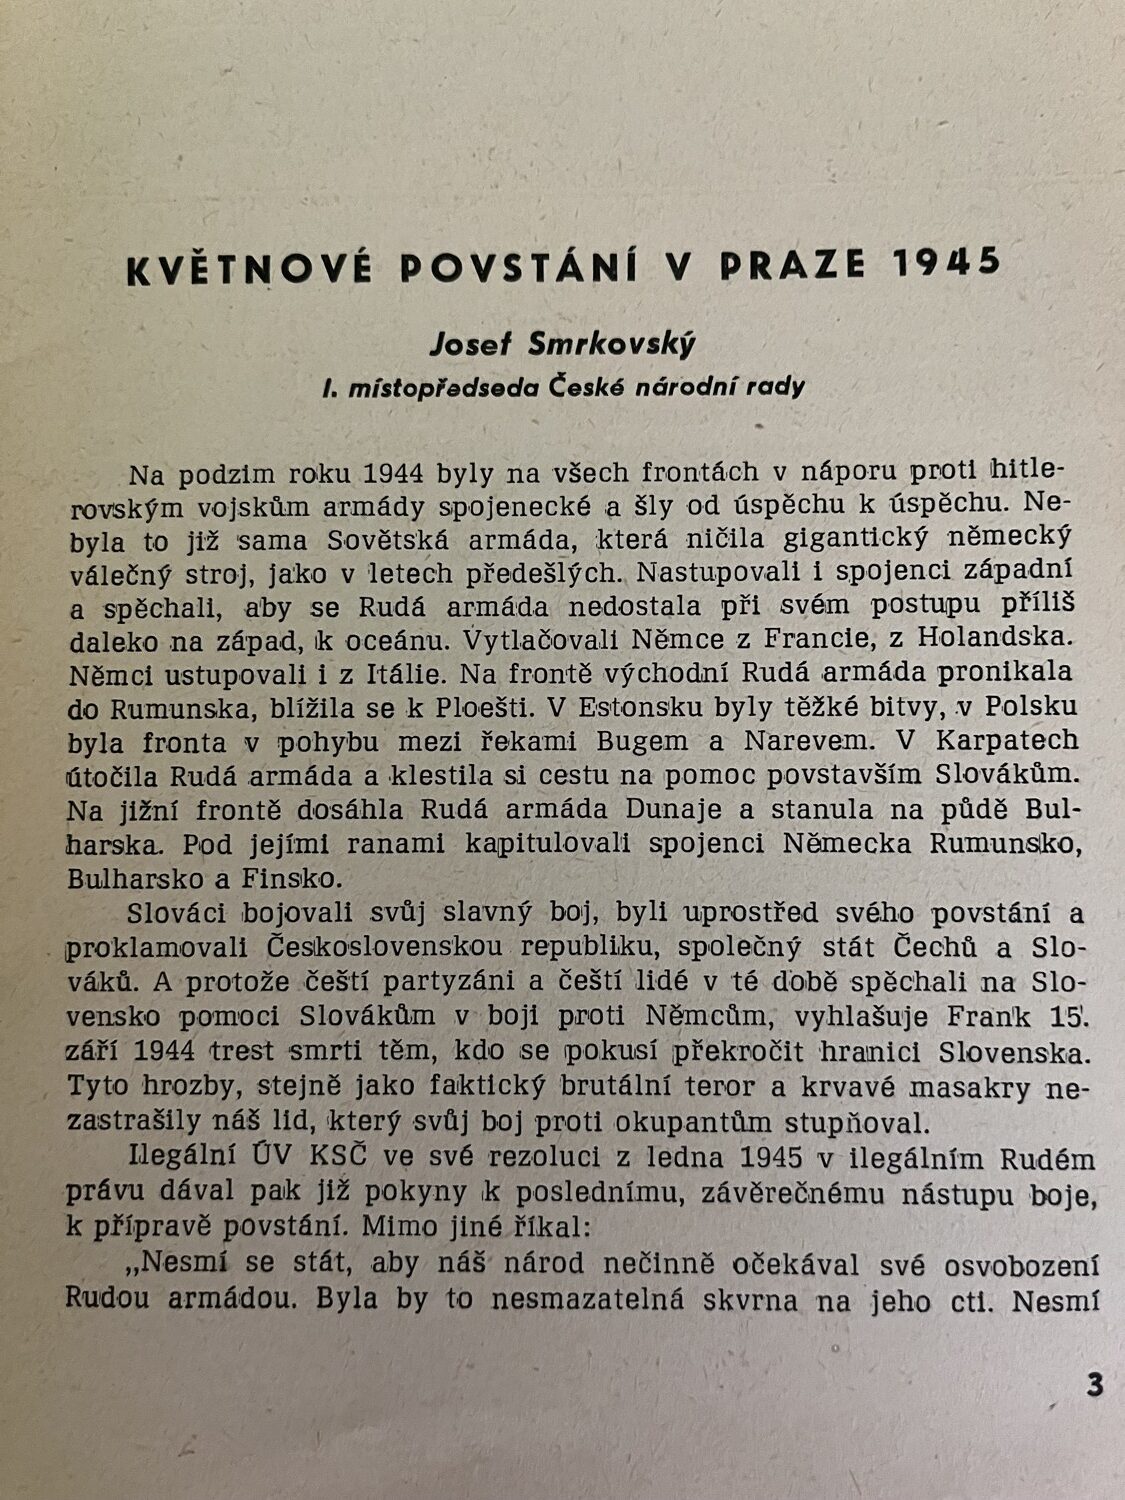 KVĚTNOVÉ POVSTÁNÍ V PRAZE 1945
Josef Smrkovský
I. místopředseda České národní rady
Na podzim roku 1944 byly na všech frontách v náporu proti hitle-
rovským vojskům armády spojenecké a šly od úspěchu k úspěchu. Ne-
byla to již sama Sovětská armáda, která ničila gigantický německý
válečný stroj, jako v letech předešlých. Nastupovali i spojenci západní
a spěchali, aby se Rudá armáda nedostala při svém postupu příliš
daleko na západ, k oceánu. Vytlačovali Němce z Francie, z Holandska.
Němci ustupovali i z Itálie. Na frontě východní Rudá armáda pronikala
do Rumunska, blížila se k Ploešti. V Estonsku byly těžké bitvy, v Polsku
byla fronta v pohybu mezi řekami Bugem a Narevem. V Karpatech
útočila Rudá armáda a klestila si cestu na pomoc povstavším Slovákům.
Na jižní frontě dosáhla Rudá armáda Dunaje a stanula na půdě Bul-
harska. Pod jejími ranami kapitulovali spojenci Německa Rumunsko,
Bulharsko a Finsko.
Slováci bojovali svůj slavný boj, byli uprostřed svého povstání a
proklamovali Československou republiku, společný stát Čechů a Slo-
váků. A protože čeští partyzáni a čeští lidé v té době spěchali na Slo-
vensko pomoci Slovákům v boji proti Němcům, vyhlašuje Frank 15.
září 1944 trest smrti těm, kdo se pokusí překročit hranici Slovenska.
Tyto hrozby, stejně jako faktický brutální teror a krvavé masakry ne-
zastrašily náš lid, který svůj boj proti okupantům stupňoval.
Ilegální ÚV KSČ ve své rezoluci z ledna 1945 v ilegálním Rudém
právu dával pak již pokyny k poslednímu, závěrečnému nástupu boje,
k přípravě povstání. Mimo jiné říkal:
„Nesmí se stát, aby náš národ nečinně očekával své osvobození
Rudou armádou. Byla by to nesmazatelná skvrna na jeho cti. Nesmí
3